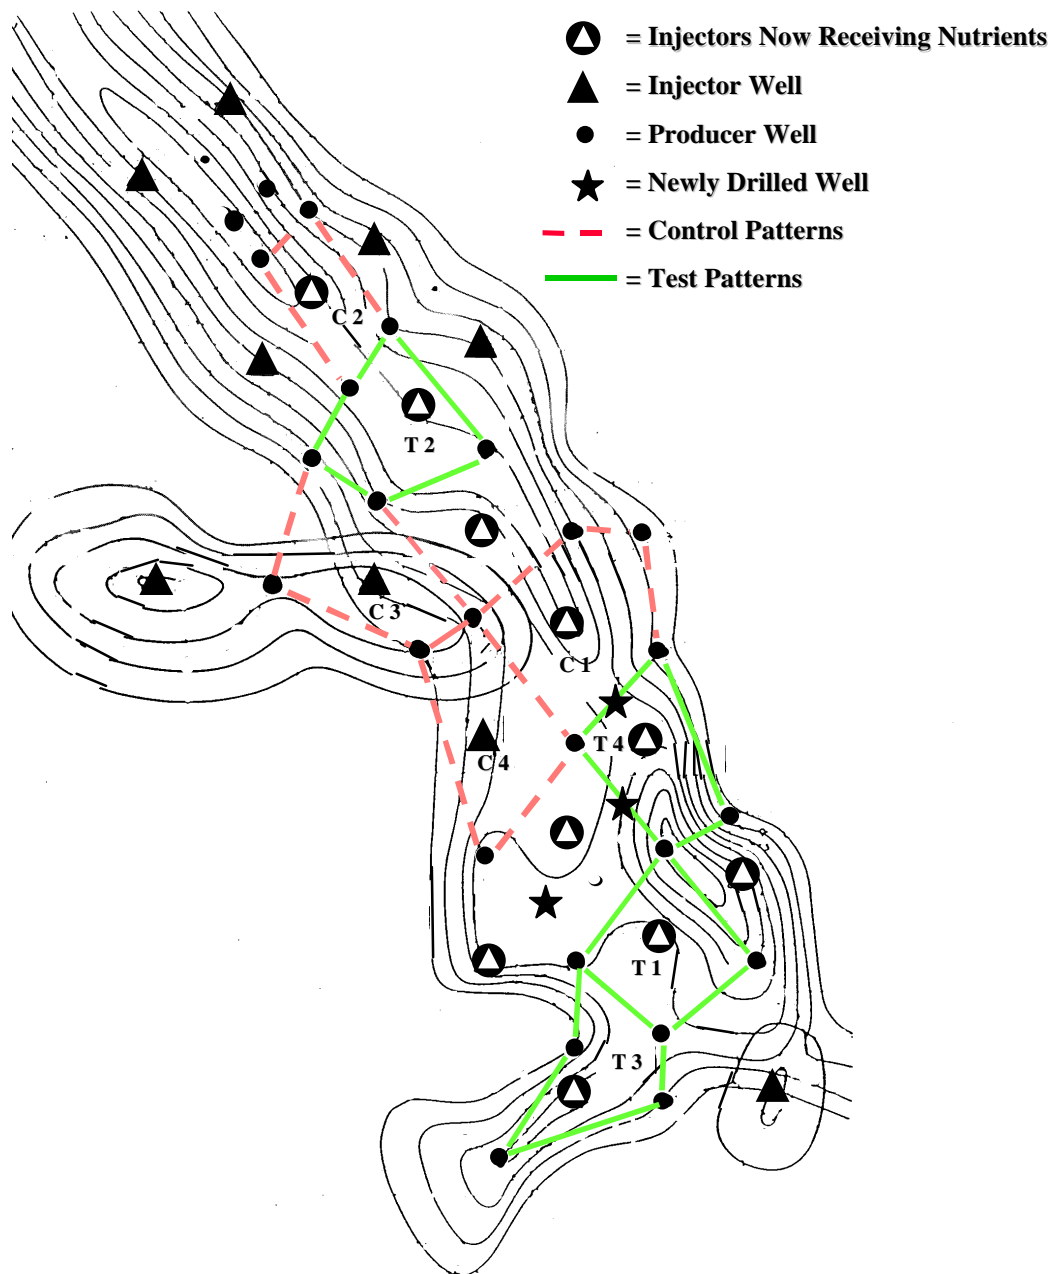 = Injectors Now Receiving Nutrients
= Injector Well
= Producer Well
= Newly Drilled Well
= Control Patterns
= Test Patterns
C 2
T 2
C 3
C 1
T 4
C 4
T 1
T 3